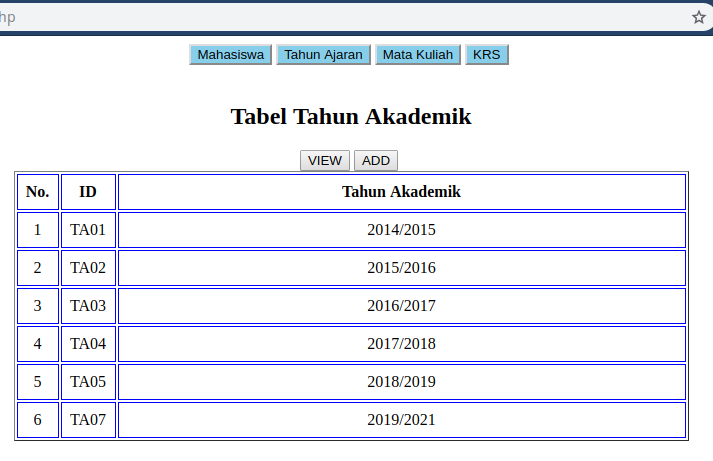 hp
Mahasiswa Tahun Ajaran Mata Kuliah KRS
Tabel Tahun Akademik
VIEW ADD
No. ID Tahun Akademik
1 TA01 2014/2015
2 TA02 2015/2016
3 TA03 2016/2017
4 TA04 2017/2018
5 TA05 2018/2019
6 TA07 2019/2021